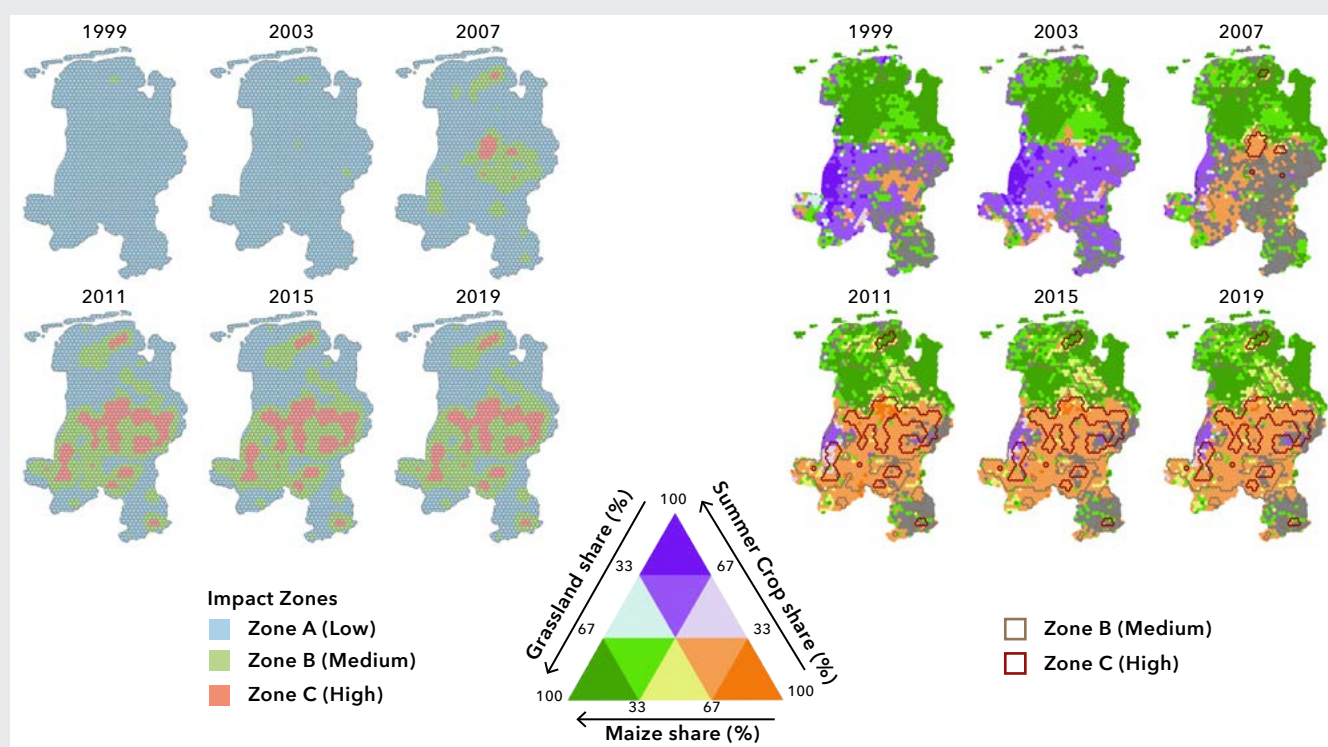 1999
2003
2007
2011
2015
2019
Impact Zones
Zone A (Low)
Zone B (Medium)
Zone C (High)
1999
2003
2007
2011
2015
2019
Zone B (Medium)
Zone C (High)
Grassland share (%)
Summer Crop share (%)
100
33
67
67
33
100
100
33
67
Maize share (%)